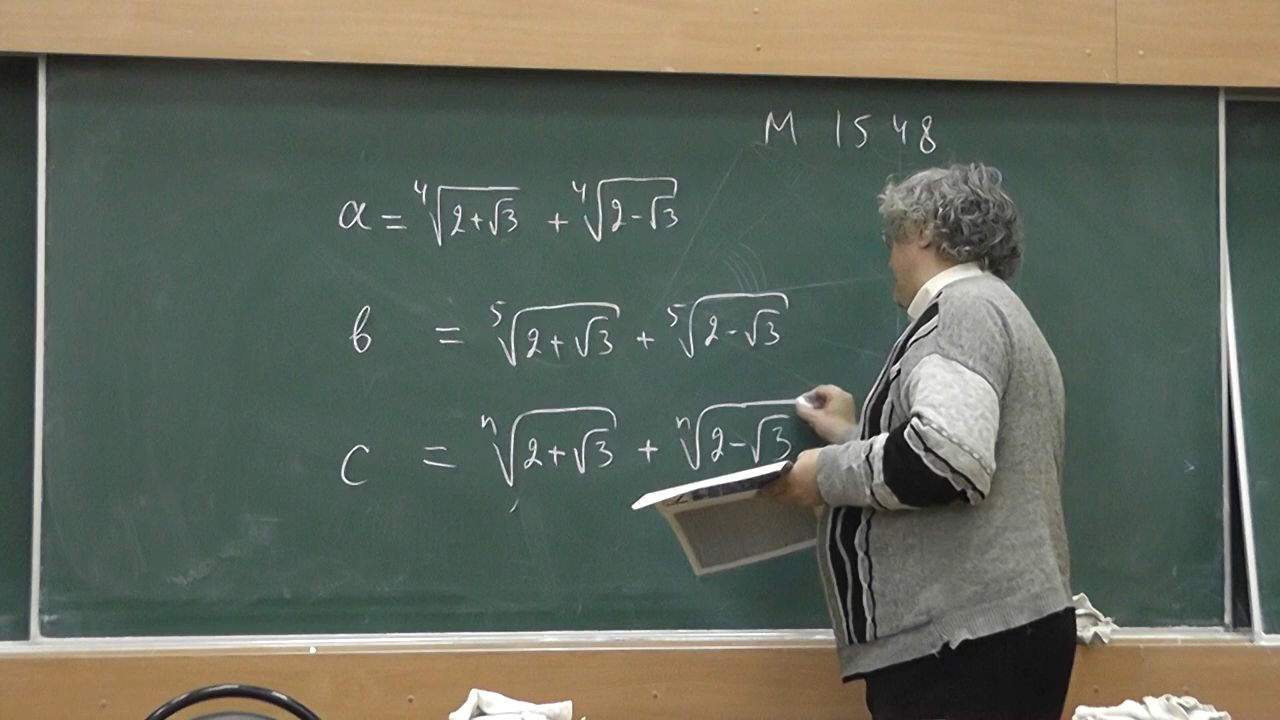 M 1548
a = ⁴√(2+√3) + ⁴√(2-√3)
b = ⁵√(2+√3) + ⁵√(2-√3)
c = ⁿ√(2+√3) + ⁿ√(2-√3)